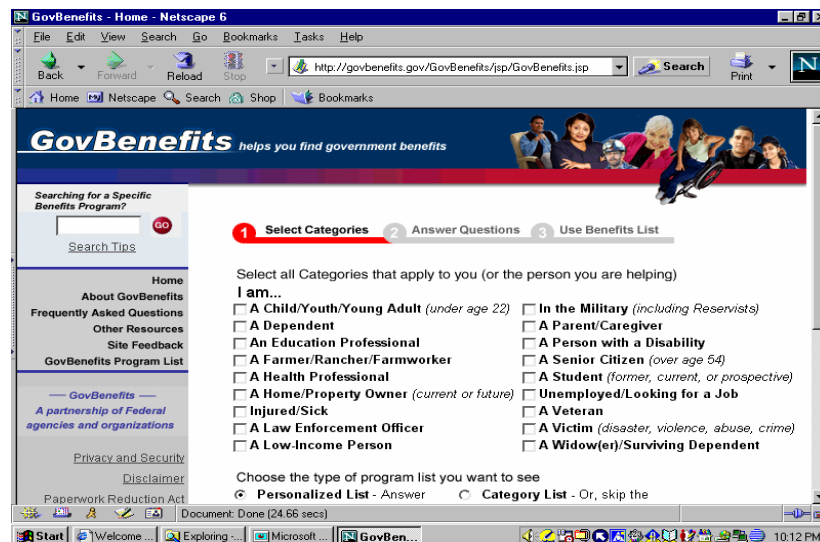 GovBenefits - Home - Netscape 6
File Edit View Search Go Bookmarks Tasks Help
Back Forward Reload Stop http://govbenefits.gov/GovBenefits/jsp/GovBenefits.jsp Search Print N
Home Netscape Search Shop Bookmarks
GovBenefits helps you find government benefits
Searching for a Specific
Benefits Program?
GO
Search Tips
Home
About GovBenefits
Frequently Asked Questions
Other Resources
Site Feedback
GovBenefits Program List
GovBenefits
A partnership of Federal
agencies and organizations
Privacy and Security
Disclaimer
Paperwork Reduction Act
1 Select Categories 2 Answer Questions 3 Use Benefits List
Select all Categories that apply to you (or the person you are helping)
I am...
A Child/Youth/Young Adult (under age 22) In the Military (including Reservists)
A Dependent A Parent/Caregiver
An Education Professional A Person with a Disability
A Farmer/Rancher/Farmworker A Senior Citizen (over age 54)
A Health Professional A Student (former, current, or prospective)
A Home/Property Owner (current or future) Unemployed/Looking for a Job
Injured/Sick A Veteran
A Law Enforcement Officer A Victim (disaster, violence, abuse, crime)
A Low-Income Person A Widow(er)/Surviving Dependent
Choose the type of program list you want to see
Personalized List - Answer Category List - Or, skip the
Document: Done (24.66 secs)
Start Welcome ... Exploring -... Microsoft ... GovBen... 10:12 PM